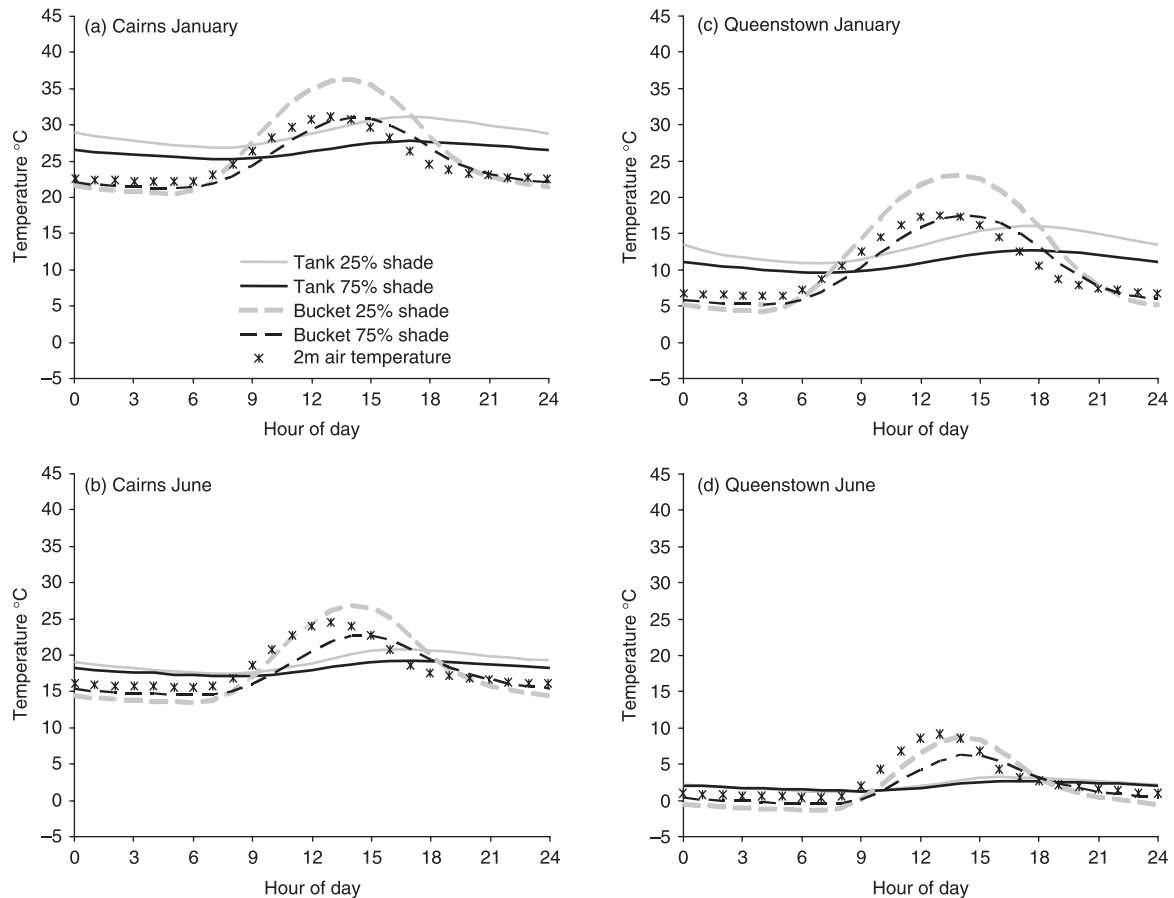 (a) Cairns January
45
40
35
30
25
20
15
10
5
0
–5
Temperature °C
Tank 25% shade
Tank 75% shade
Bucket 25% shade
Bucket 75% shade
2m air temperature
0 3 6 9 12 15 18 21 24
Hour of day
(c) Queenstown January
45
40
35
30
25
20
15
10
5
0
–5
Temperature °C
0 3 6 9 12 15 18 21 24
Hour of day
(b) Cairns June
45
40
35
30
25
20
15
10
5
0
–5
Temperature °C
0 3 6 9 12 15 18 21 24
Hour of day
(d) Queenstown June
45
40
35
30
25
20
15
10
5
0
–5
Temperature °C
0 3 6 9 12 15 18 21 24
Hour of day